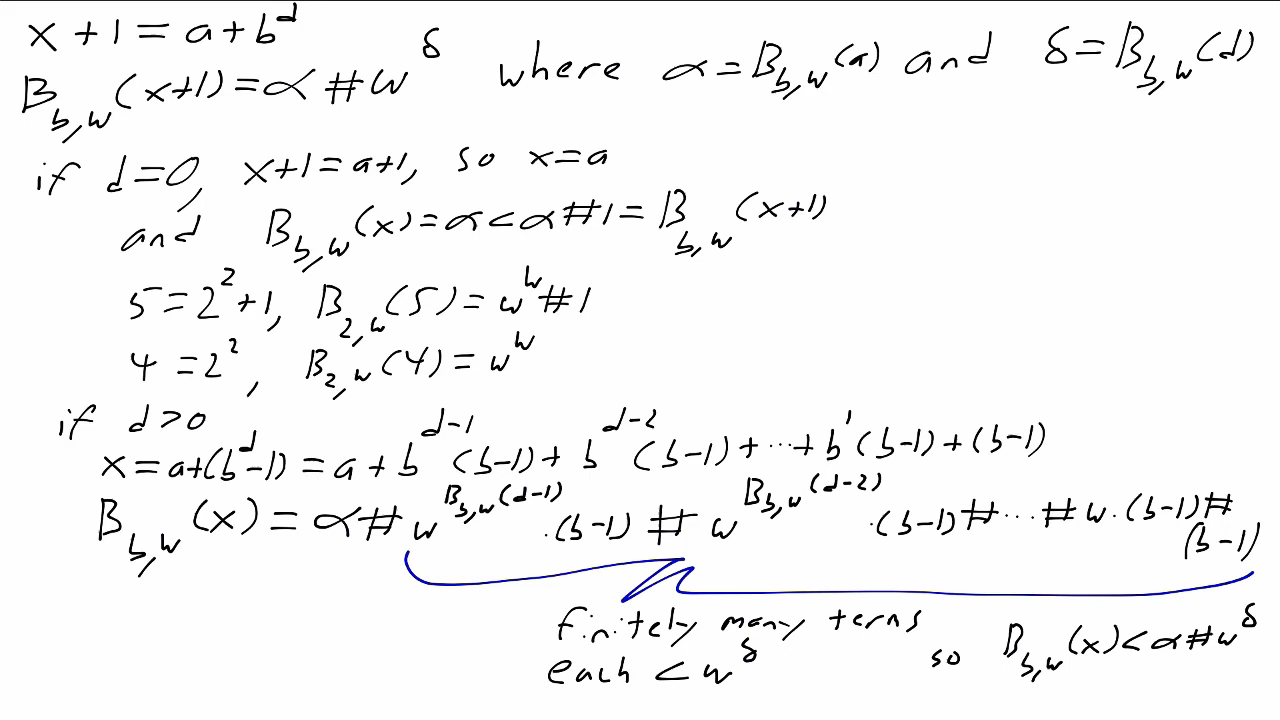 x + 1 = a + b^d
B_{b,w}(x+1) = α # w^δ where α = B_{b,w}(a) and δ = B_{b,w}(d)
if d = 0, x+1 = a+1, so x = a
and B_{b,w}(x) = α < α # 1 = B_{b,w}(x+1)
5 = 2^2 + 1, B_{2,w}(5) = w^w # 1
4 = 2^2, B_{2,w}(4) = w^w
if d > 0
x = a + (b^d - 1) = a + b^{d-1}(b-1) + b^{d-2}(b-1) + ... + b^1(b-1) + (b-1)
B_{b,w}(x) = α # w^{B_{b,w}(d-1)} · (b-1) # w^{B_{b,w}(d-2)} · (b-1) # ... # w · (b-1) #
(b-1)
finitely many terms
each < w^δ so B_{b,w}(x) < α # w^δ